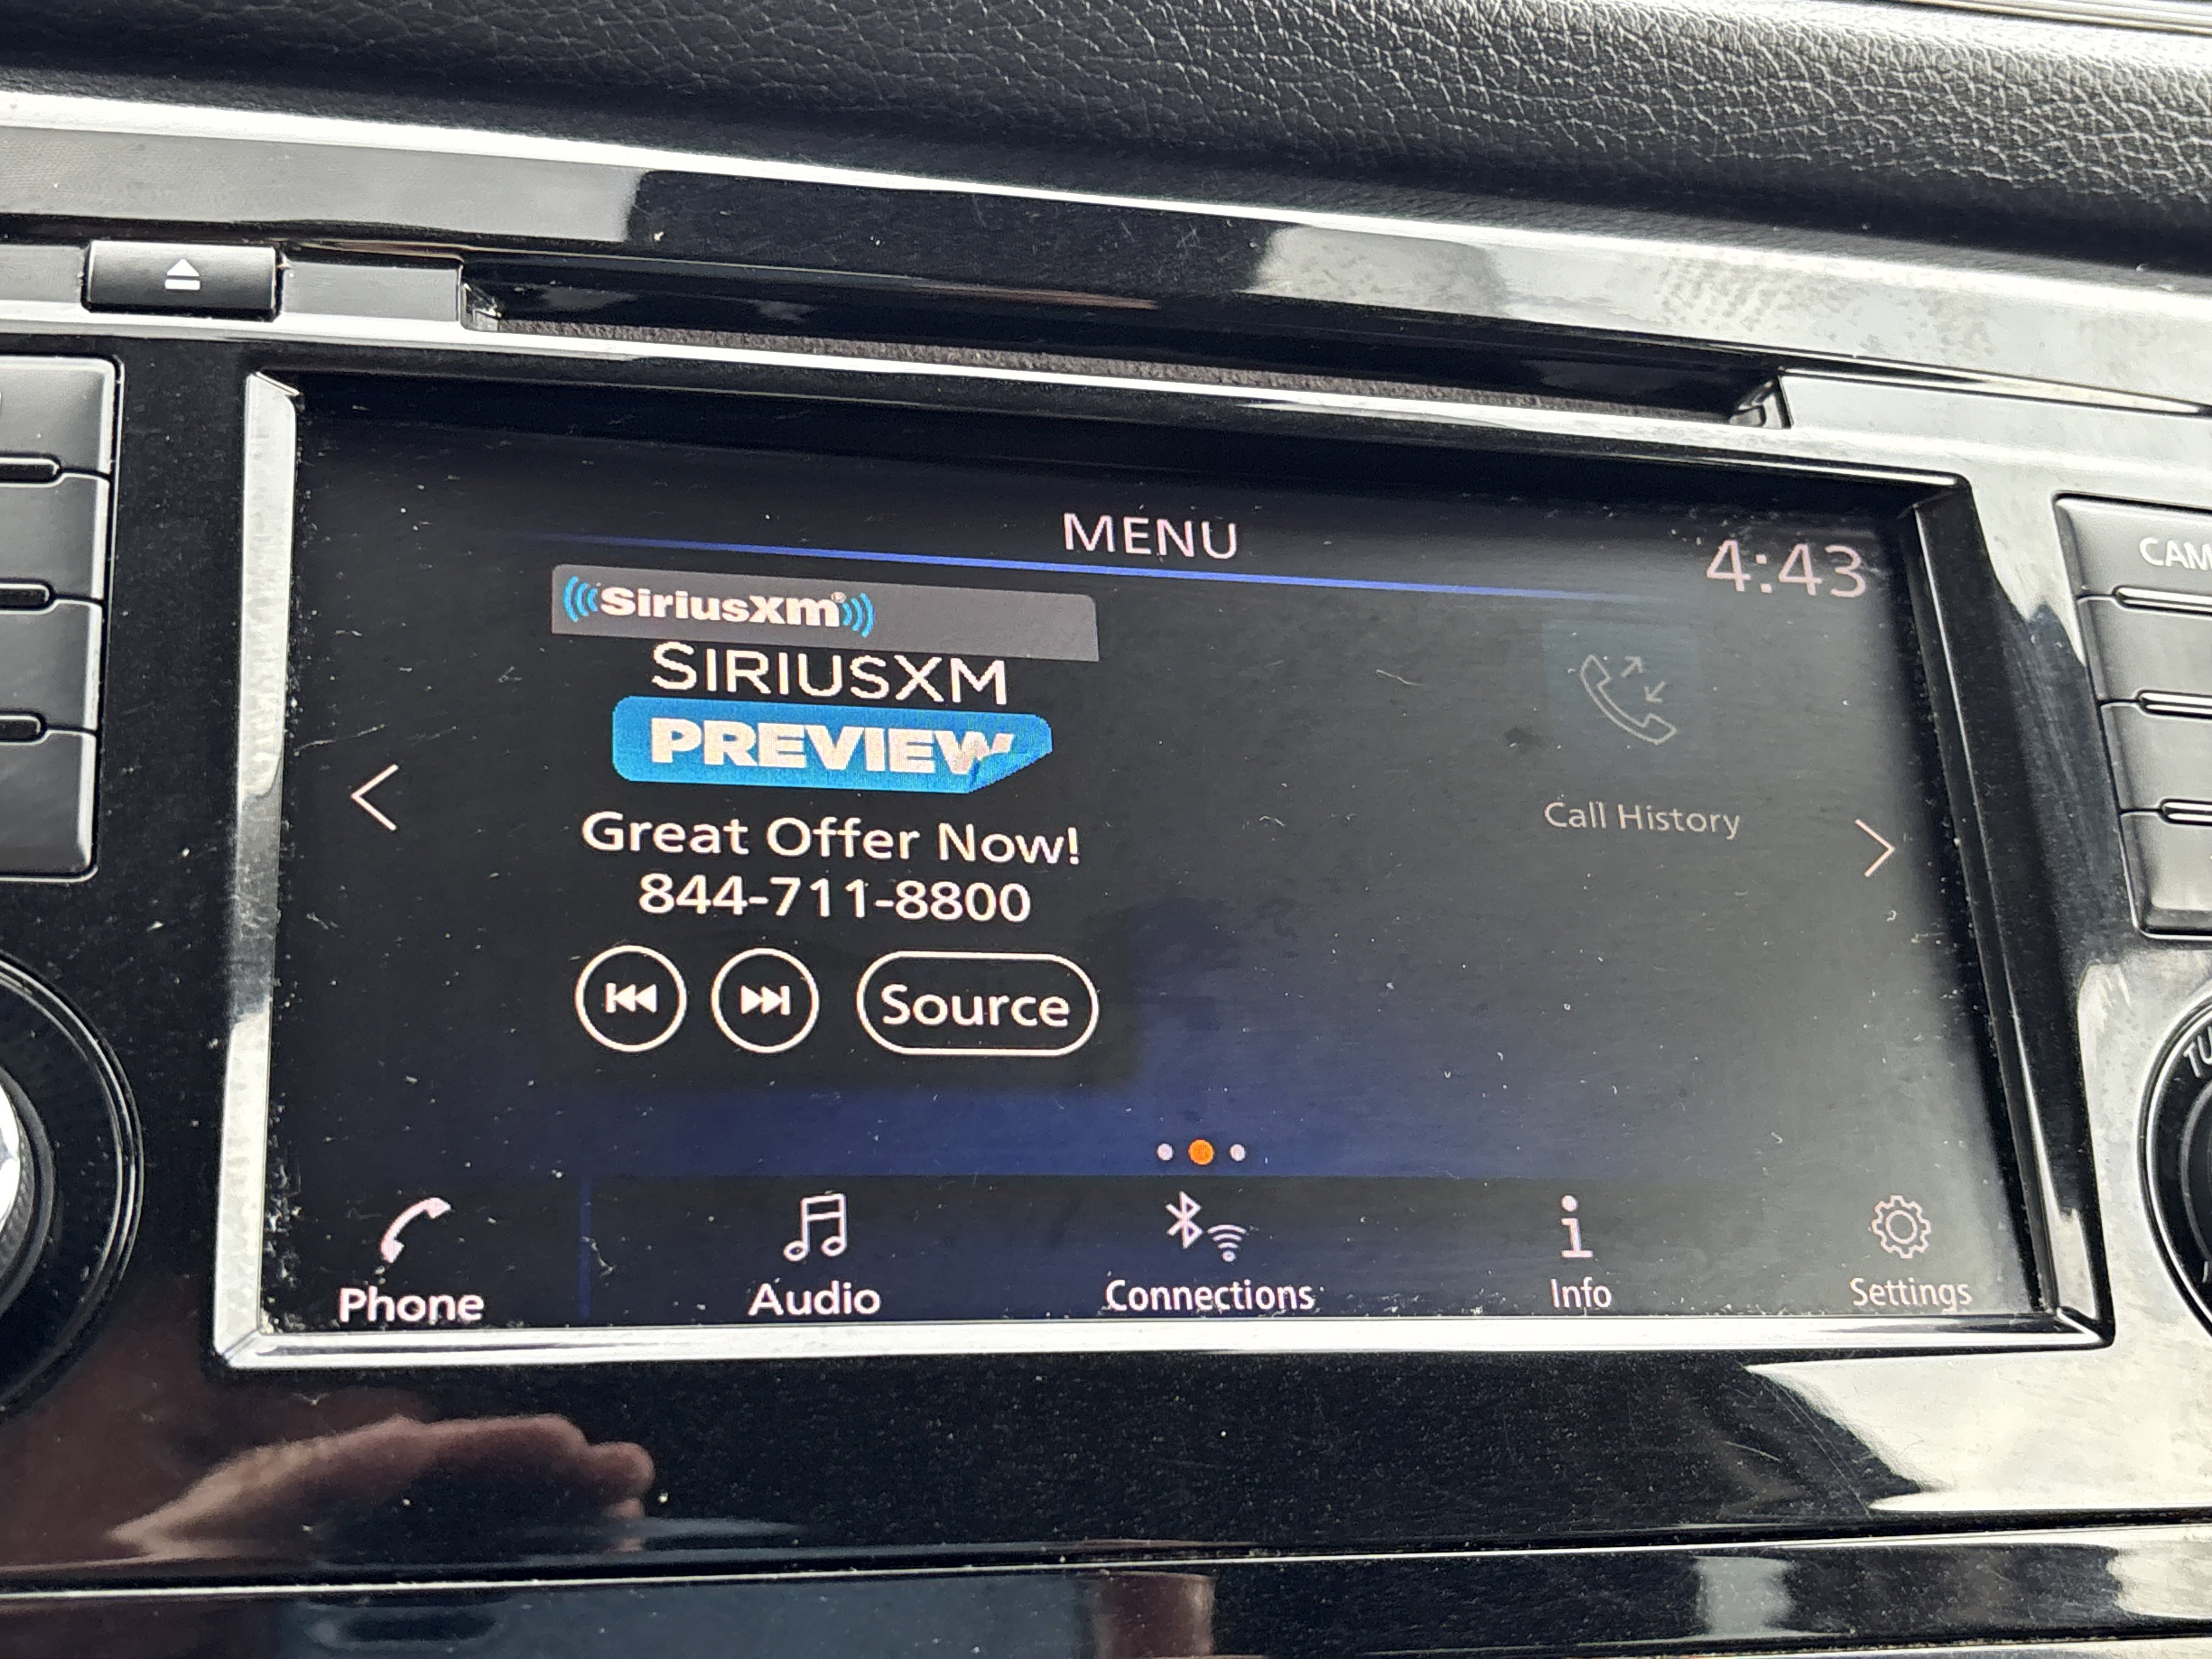 MENU
4:43
SiriusXM®
SIRIUSXM
PREVIEW
Great Offer Now!
844-711-8800
Source
Call History
Phone
Audio
Connections
Info
Settings